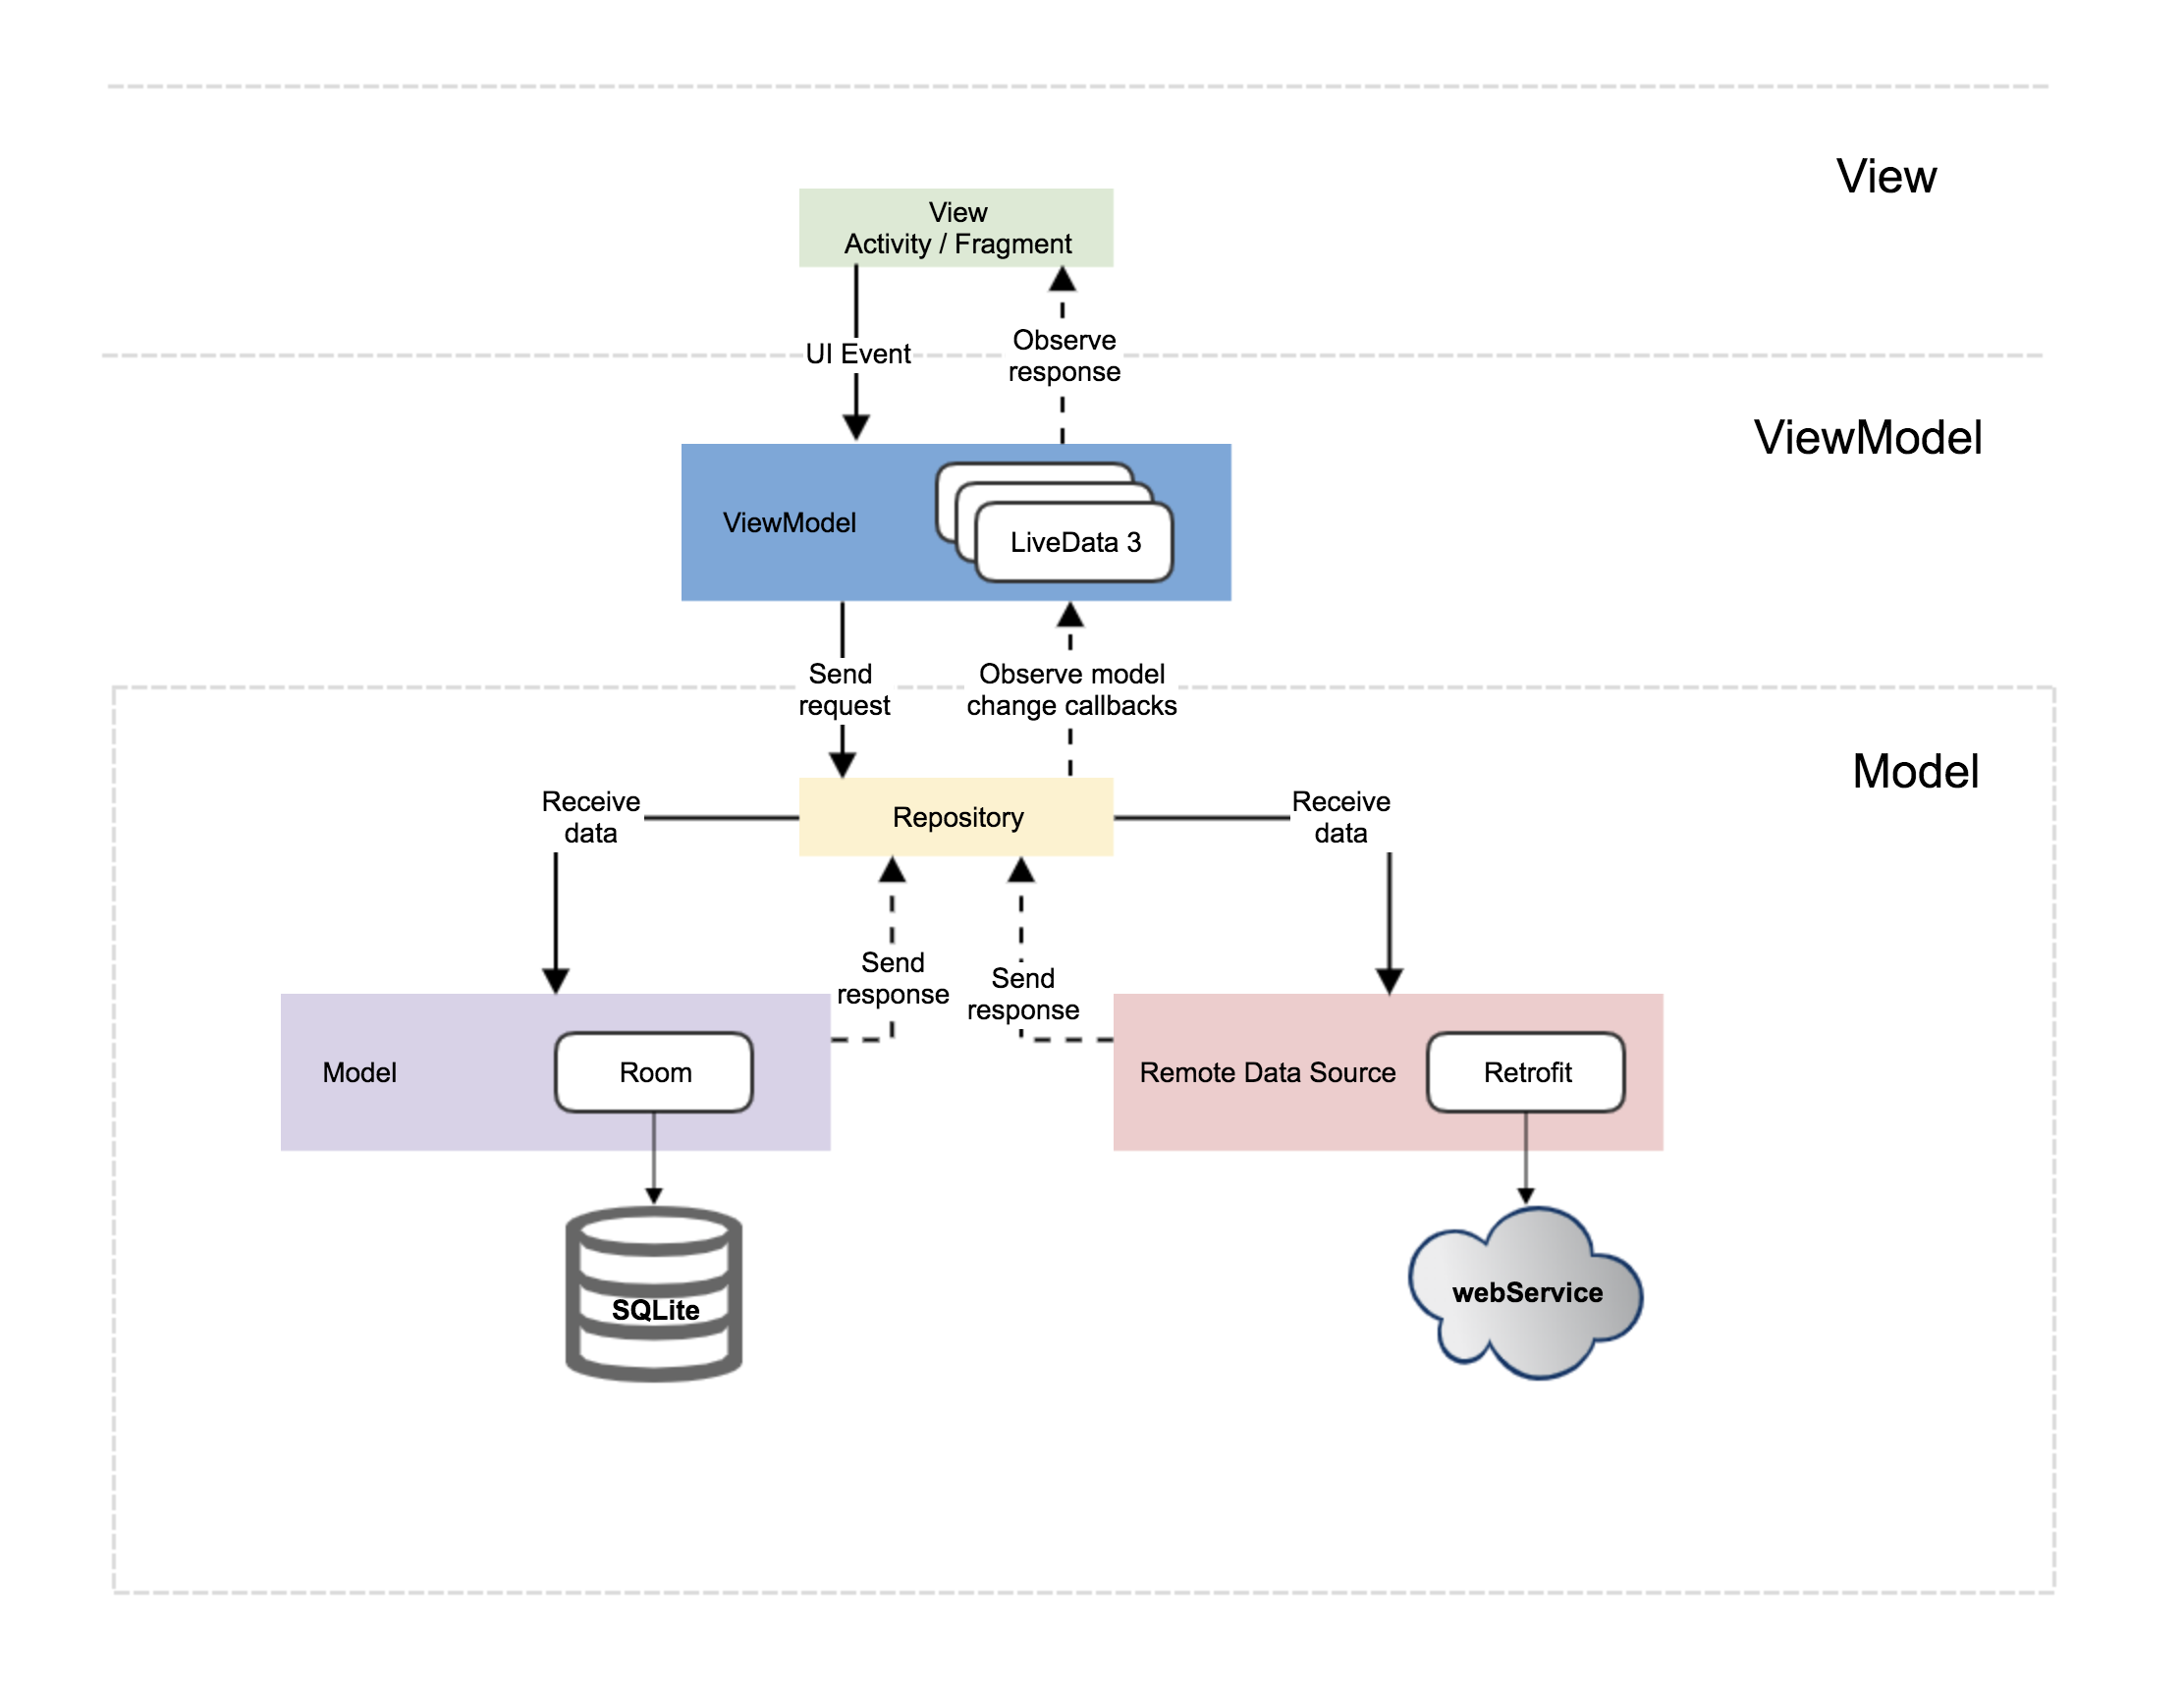 View
View
Activity / Fragment
UI Event
Observe
response
ViewModel
ViewModel
LiveData 3
Send
request
Observe model
change callbacks
Model
Receive
data
Repository
Receive
data
Send
response
Send
response
Model
Room
Remote Data Source
Retrofit
SQLite
webService